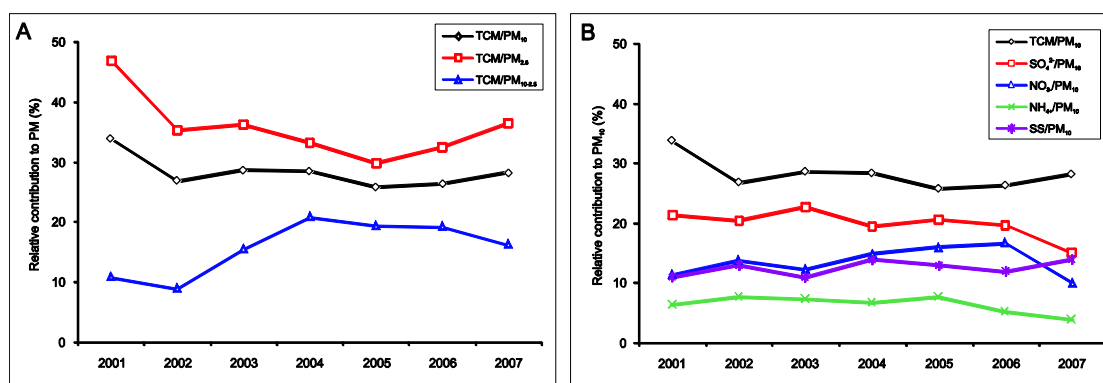 A
TCM/PM₁₀
TCM/PM₂.₅
TCM/PM₁₀₋₂.₅
Relative contribution to PM (%)
50
40
30
20
10
0
2001 2002 2003 2004 2005 2006 2007
B
TCM/PM₁₀
SO₄²⁻/PM₁₀
NO₃₋/PM₁₀
NH₄₊/PM₁₀
SS/PM₁₀
Relative contribution to PM₁₀ (%)
50
40
30
20
10
0
2001 2002 2003 2004 2005 2006 2007